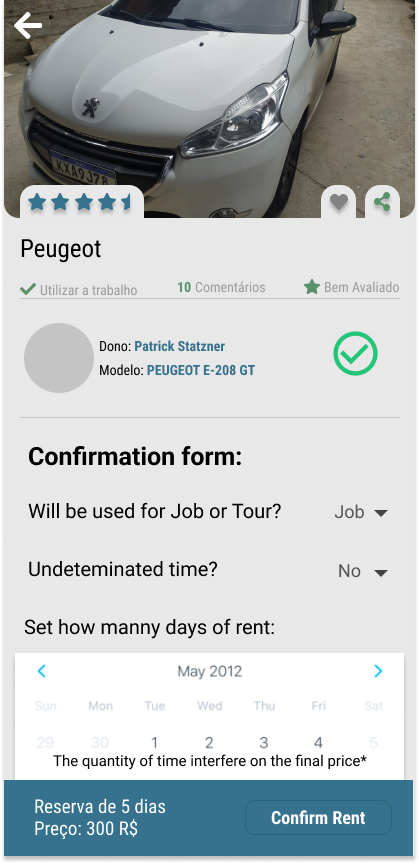 Peugeot
Utilizar a trabalho
10 Comentários
Bem Avaliado
Dono: Patrick Statzner
Modelo: PEUGEOT E-208 GT
Confirmation form:
Will be used for Job or Tour? Job
Undeteminated time? No
Set how manny days of rent:
May 2012
Sun Mon Tue Wed Thu Fri Sat
29 30 1 2 3 4 5
The quantity of time interfere on the final price*
Reserva de 5 dias
Preço: 300 R$
Confirm Rent